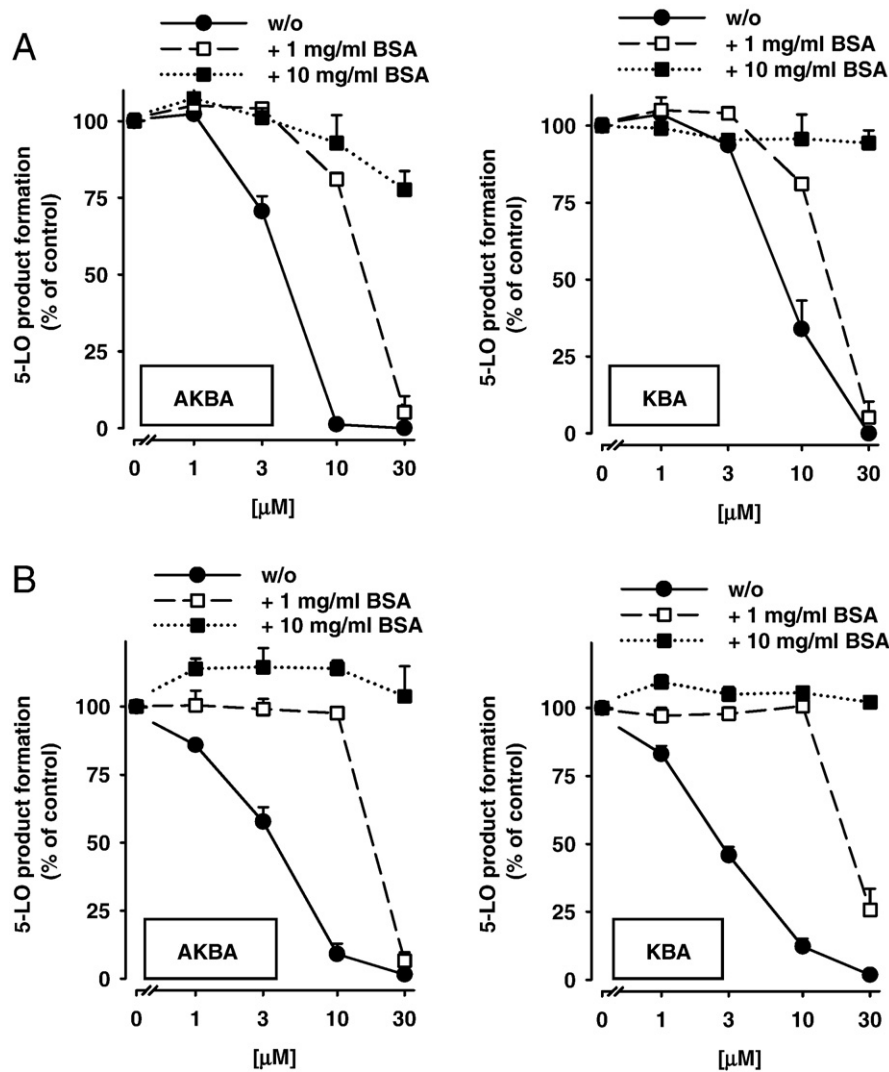 A
w/o
+ 1 mg/ml BSA
+ 10 mg/ml BSA
5-LO product formation
(% of control)
100
75
50
25
0
AKBA
0 1 3 10 30
[µM]
w/o
+ 1 mg/ml BSA
+ 10 mg/ml BSA
5-LO product formation
(% of control)
100
75
50
25
0
KBA
0 1 3 10 30
[µM]
B
w/o
+ 1 mg/ml BSA
+ 10 mg/ml BSA
5-LO product formation
(% of control)
100
75
50
25
0
AKBA
0 1 3 10 30
[µM]
w/o
+ 1 mg/ml BSA
+ 10 mg/ml BSA
5-LO product formation
(% of control)
100
75
50
25
0
KBA
0 1 3 10 30
[µM]